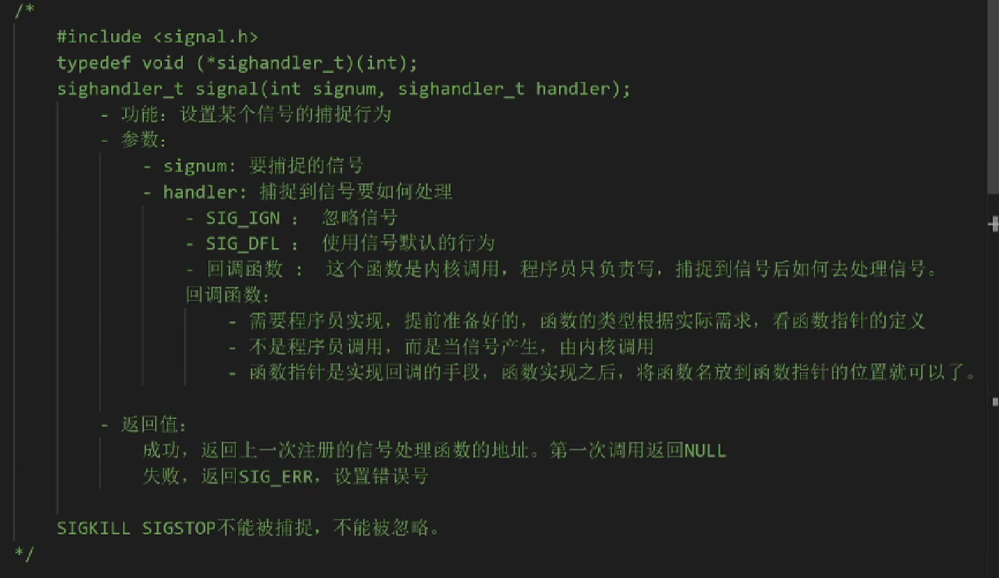 /*
#include <signal.h>
typedef void (*sighandler_t)(int);
sighandler_t signal(int signum, sighandler_t handler);
- 功能：设置某个信号的捕捉行为
- 参数：
- signum: 要捕捉的信号
- handler: 捕捉到信号要如何处理
- SIG_IGN ： 忽略信号
- SIG_DFL ： 使用信号默认的行为
- 回调函数 ： 这个函数是内核调用，程序员只负责写，捕捉到信号后如何去处理信号。
回调函数：
- 需要程序员实现，提前准备好的，函数的类型根据实际需求，看函数指针的定义
- 不是程序员调用，而是当信号产生，由内核调用
- 函数指针是实现回调的手段，函数实现之后，将函数名放到函数指针的位置就可以了。
- 返回值：
成功，返回上一次注册的信号处理函数的地址。第一次调用返回NULL
失败，返回SIG_ERR，设置错误号
SIGKILL SIGSTOP不能被捕捉，不能被忽略。
*/